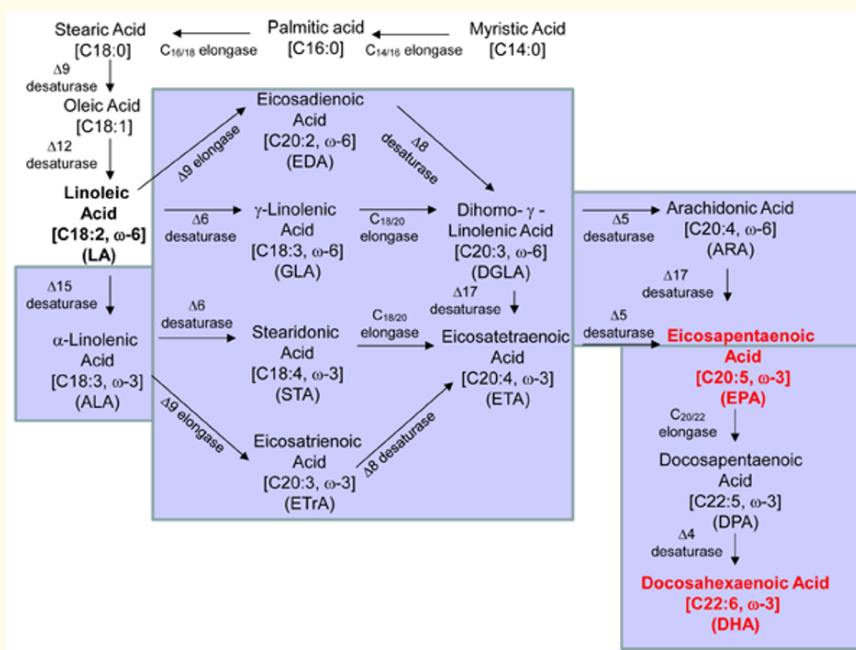 Stearic Acid
[C18:0]
C16/18 elongase
Palmitic acid
[C16:0]
C14/16 elongase
Myristic Acid
[C14:0]
Δ9
desaturase
Oleic Acid
[C18:1]
Δ12
desaturase
Linoleic
Acid
[C18:2, ω-6]
(LA)
Δ9 elongase
Eicosadienoic
Acid
[C20:2, ω-6]
(EDA)
Δ8
desaturase
Δ6
desaturase
γ-Linolenic
Acid
[C18:3, ω-6]
(GLA)
C18/20
elongase
Dihomo- γ -
Linolenic Acid
[C20:3, ω-6]
(DGLA)
Δ5
desaturase
Arachidonic Acid
[C20:4, ω-6]
(ARA)
Δ15
desaturase
Δ17
desaturase
Δ17
desaturase
α-Linolenic
Acid
[C18:3, ω-3]
(ALA)
Δ6
desaturase
Stearidonic
Acid
[C18:4, ω-3]
(STA)
C18/20
elongase
Eicosatetraenoic
Acid
[C20:4, ω-3]
(ETA)
Δ5
desaturase
Eicosapentaenoic
Acid
[C20:5, ω-3]
(EPA)
Δ9 elongase
Eicosatrienoic
Acid
[C20:3, ω-3]
(ETrA)
Δ8 desaturase
C20/22
elongase
Docosapentaenoic
Acid
[C22:5, ω-3]
(DPA)
Δ4
desaturase
Docosahexaenoic Acid
[C22:6, ω-3]
(DHA)